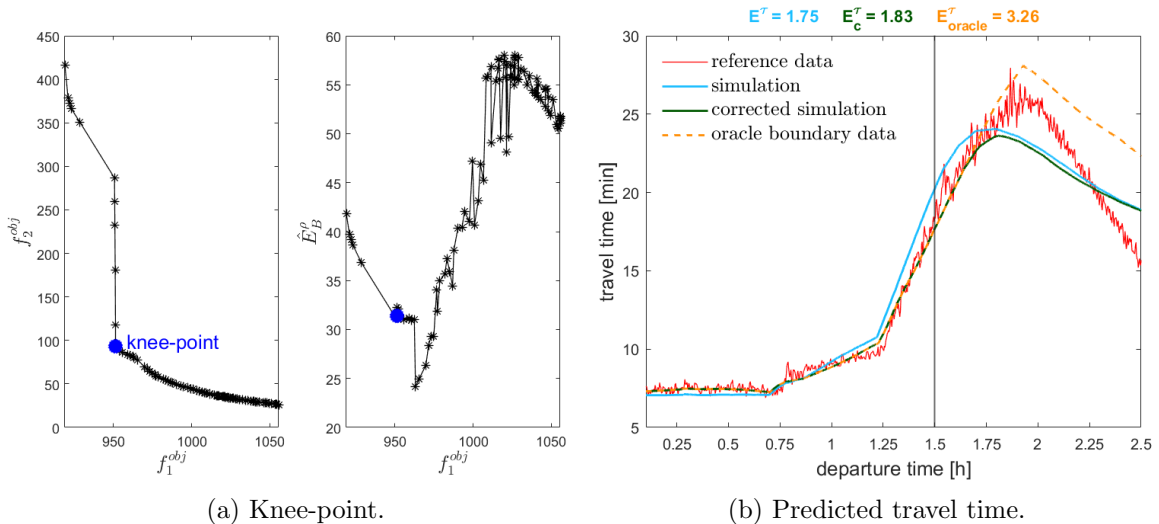 450
400
350
300
250
200
150
100
50
0
950
1000
1050
f_2^{obj}
f_1^{obj}
knee-point
60
55
50
45
40
35
30
25
20
950
1000
1050
\hat{E}_B^ρ
f_1^{obj}
(a) Knee-point.
E^τ = 1.75 E_c^τ = 1.83 E_{oracle}^τ = 3.26
30
25
20
15
10
5
travel time [min]
reference data
simulation
corrected simulation
oracle boundary data
0.25 0.5 0.75 1 1.25 1.5 1.75 2 2.25 2.5
departure time [h]
(b) Predicted travel time.